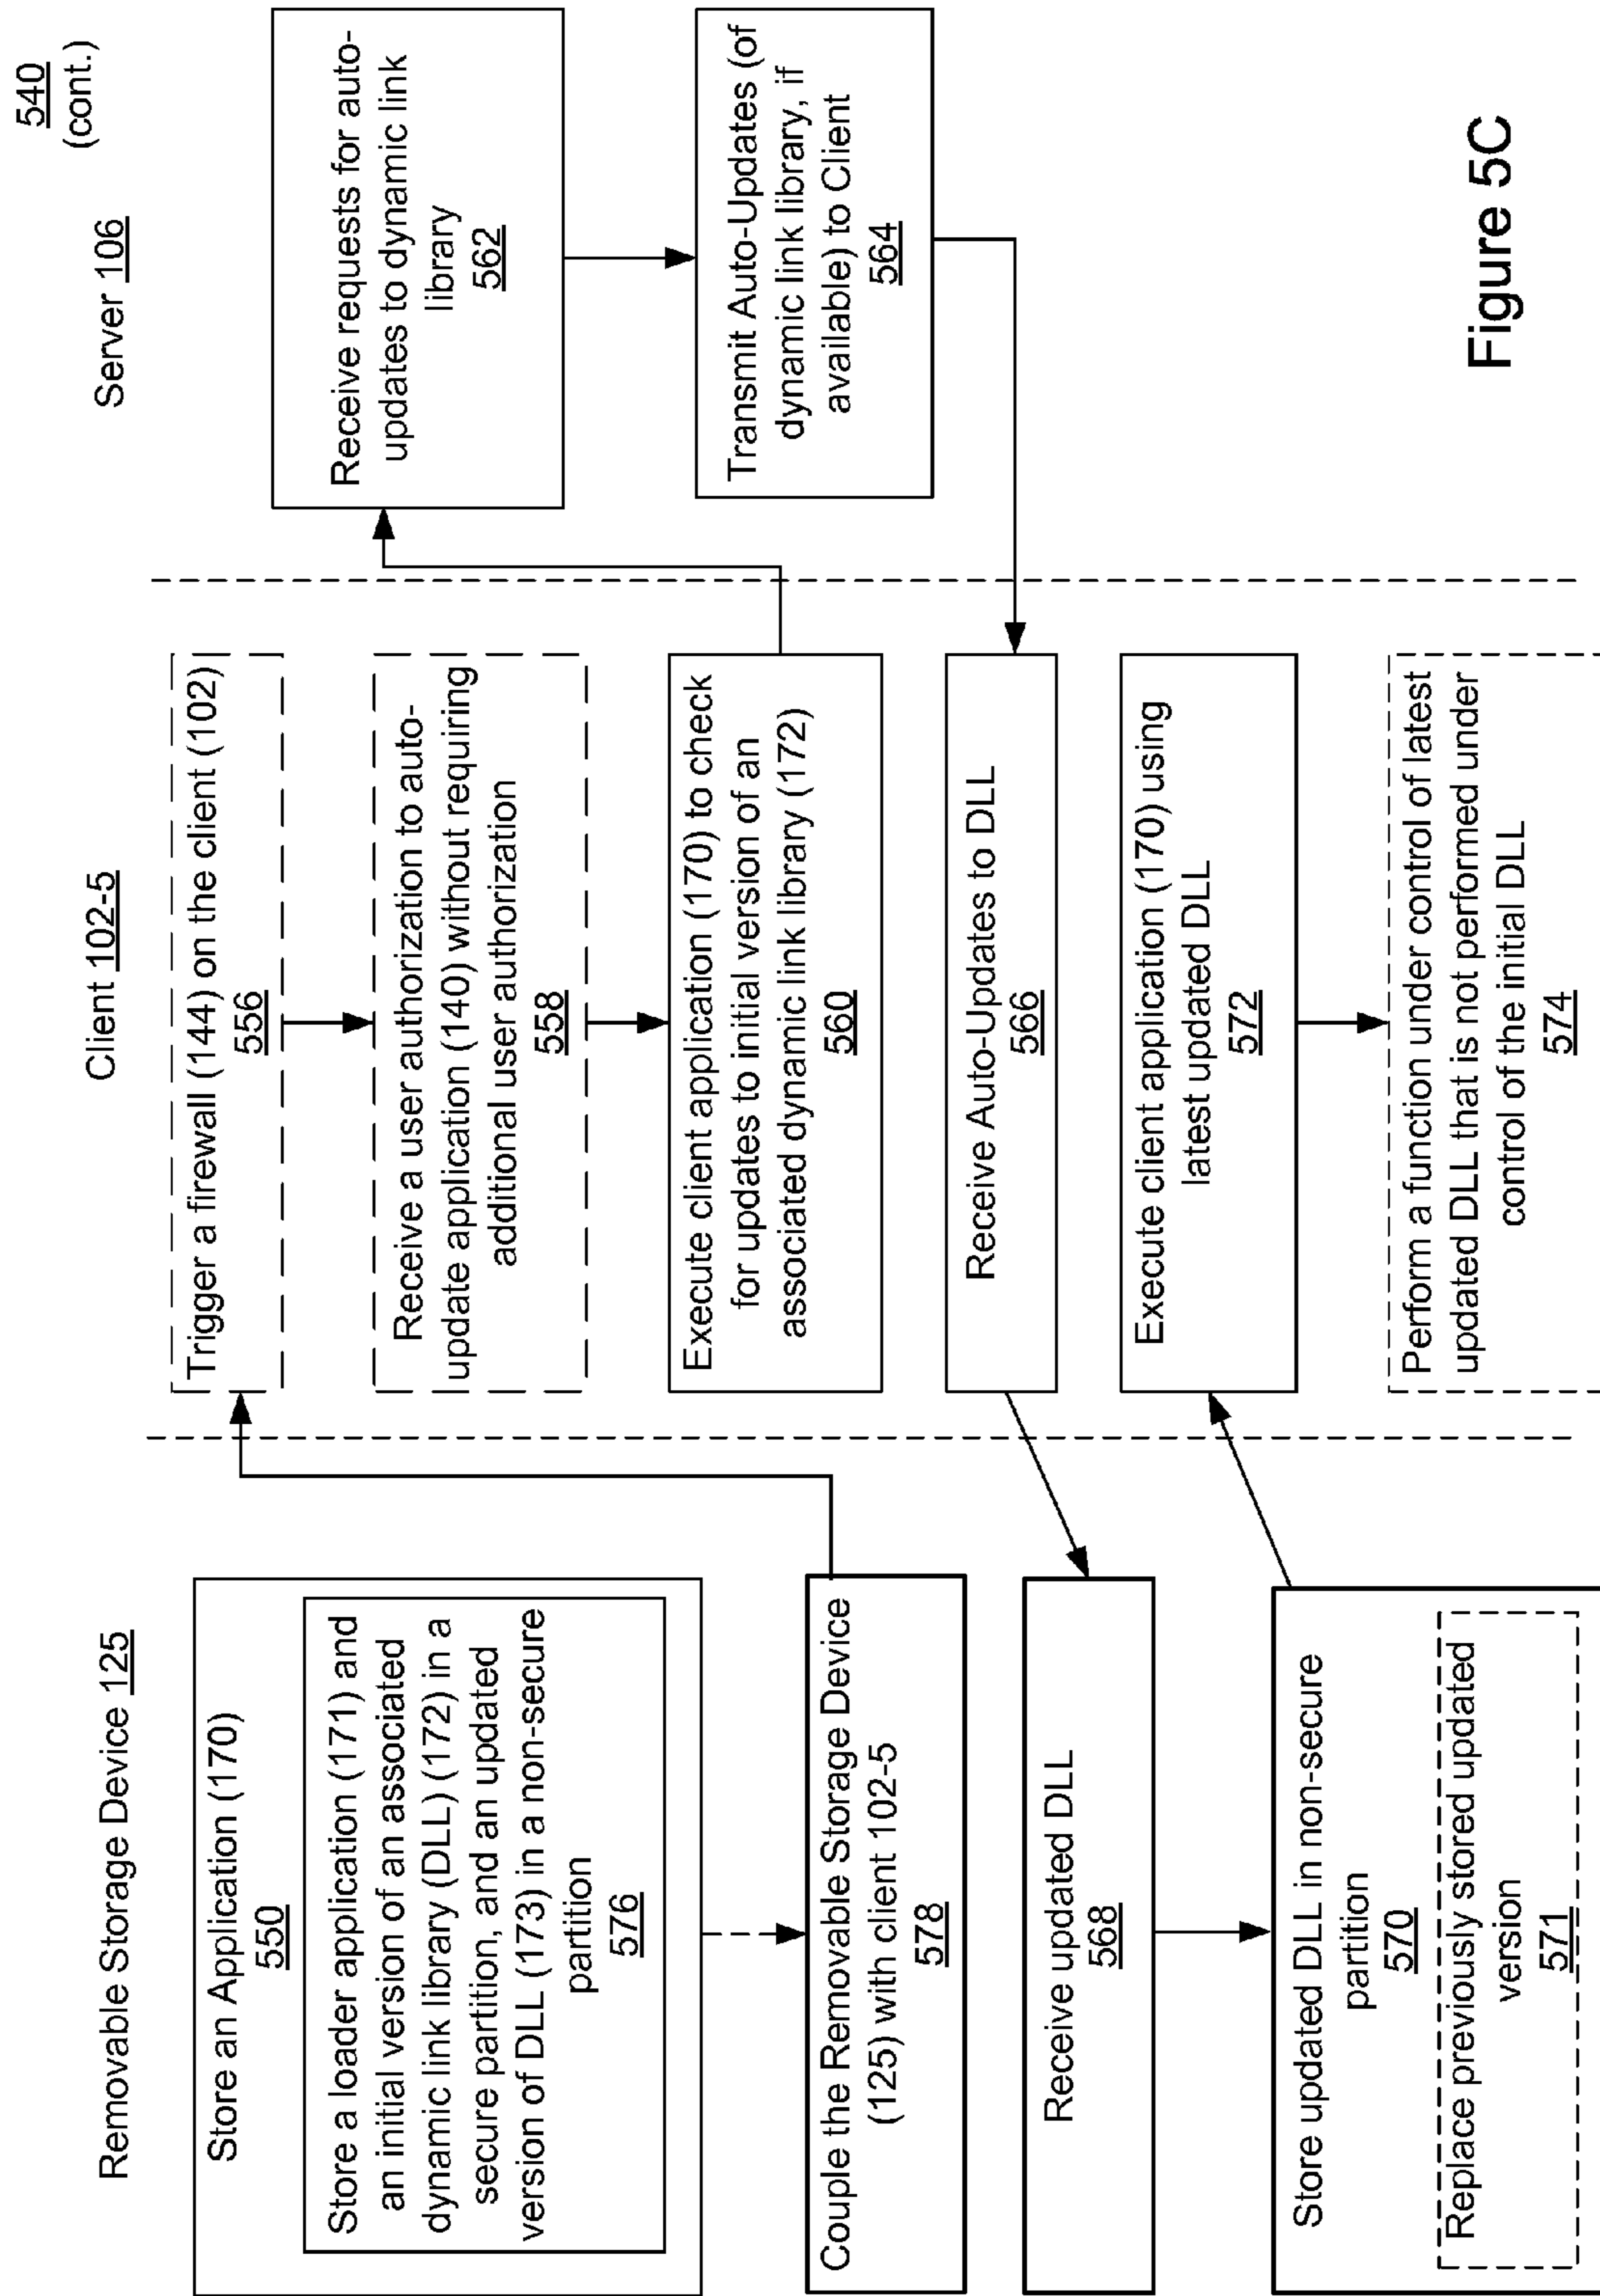 540
(cont.)
Removable Storage Device 125
Client 102-5
Server 106
Store an Application (170)
550
Store a loader application (171) and
an initial version of an associated
dynamic link library (DLL) (172) in a
secure partition, and an updated
version of DLL (173) in a non-secure
partition
576
Couple the Removable Storage Device
(125) with client 102-5
578
Receive updated DLL
568
Store updated DLL in non-secure
partition
570
Replace previously stored updated
version
571
Trigger a firewall (144) on the client (102)
556
Receive a user authorization to auto-
update application (140) without requiring
additional user authorization
558
Execute client application (170) to check
for updates to initial version of an
associated dynamic link library (172)
560
Receive Auto-Updates to DLL
566
Execute client application (170) using
latest updated DLL
572
Perform a function under control of latest
updated DLL that is not performed under
control of the initial DLL
574
Receive requests for auto-
updates to dynamic link
library
562
Transmit Auto-Updates (of
dynamic link library, if
available) to Client
564
Figure 5C